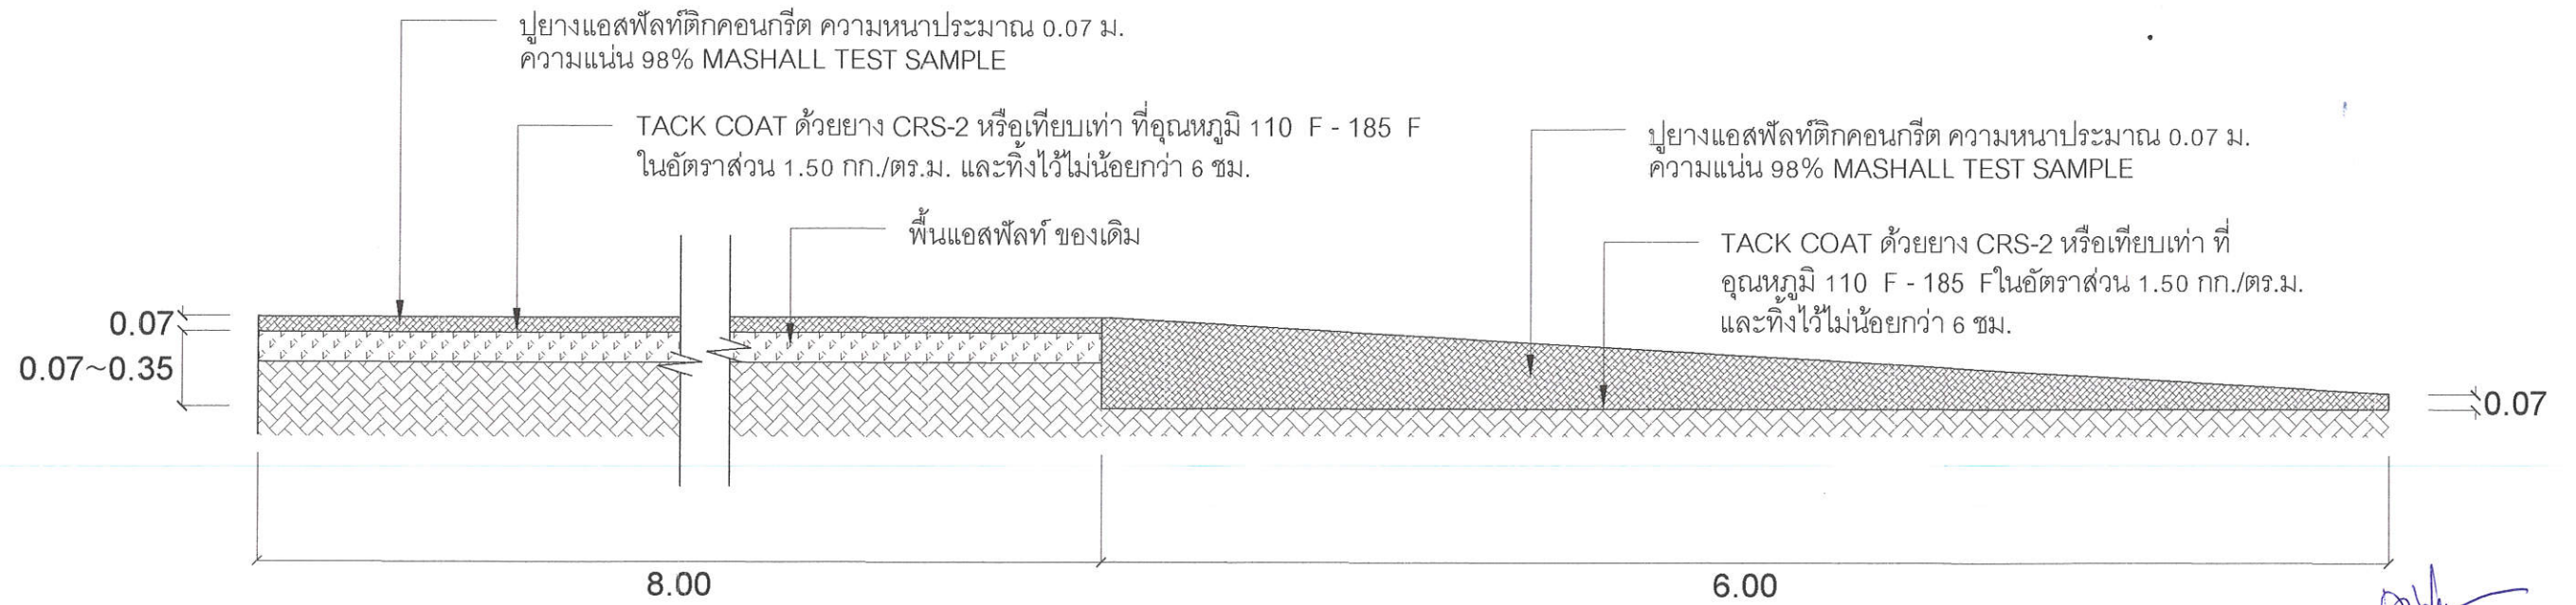 ปูยางแอสฟัลท์ติกคอนกรีต ความหนาประมาณ 0.07 ม.
ความแน่น 98% MASHALL TEST SAMPLE
TACK COAT ด้วยยาง CRS-2 หรือเทียบเท่า ที่อุณหภูมิ 110 F - 185 F
ในอัตราส่วน 1.50 กก./ตร.ม. และทิ้งไว้ไม่น้อยกว่า 6 ชม.
พื้นแอสฟัลท์ ของเดิม
ปูยางแอสฟัลท์ติกคอนกรีต ความหนาประมาณ 0.07 ม.
ความแน่น 98% MASHALL TEST SAMPLE
TACK COAT ด้วยยาง CRS-2 หรือเทียบเท่า ที่
อุณหภูมิ 110 F - 185 Fในอัตราส่วน 1.50 กก./ตร.ม.
และทิ้งไว้ไม่น้อยกว่า 6 ชม.
0.07
0.07~0.35
0.07
8.00
6.00